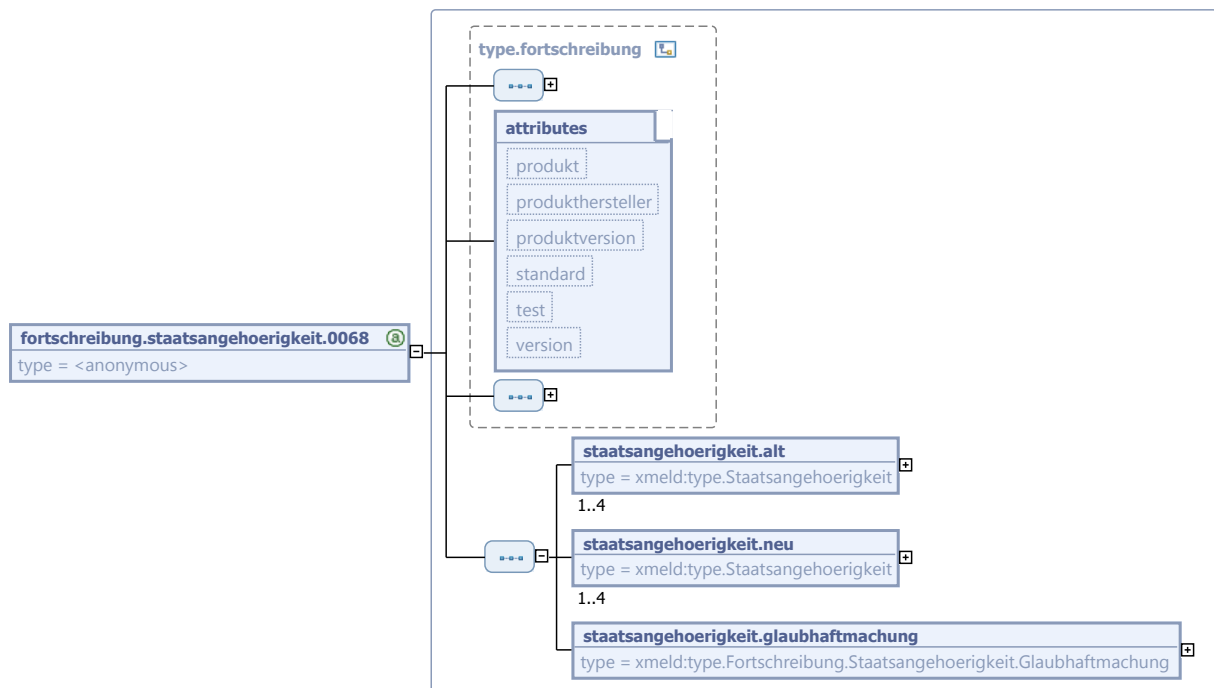 type.fortschreibung
attributes
produkt
produkthersteller
produktversion
standard
test
version
fortschreibung.staatsangehoerigkeit.0068
type = <anonymous>
staatsangehoerigkeit.alt
type = xmeld:type.Staatsangehoerigkeit
1..4
staatsangehoerigkeit.neu
type = xmeld:type.Staatsangehoerigkeit
1..4
staatsangehoerigkeit.glaubhaftmachung
type = xmeld:type.Fortschreibung.Staatsangehoerigkeit.Glaubhaftmachung